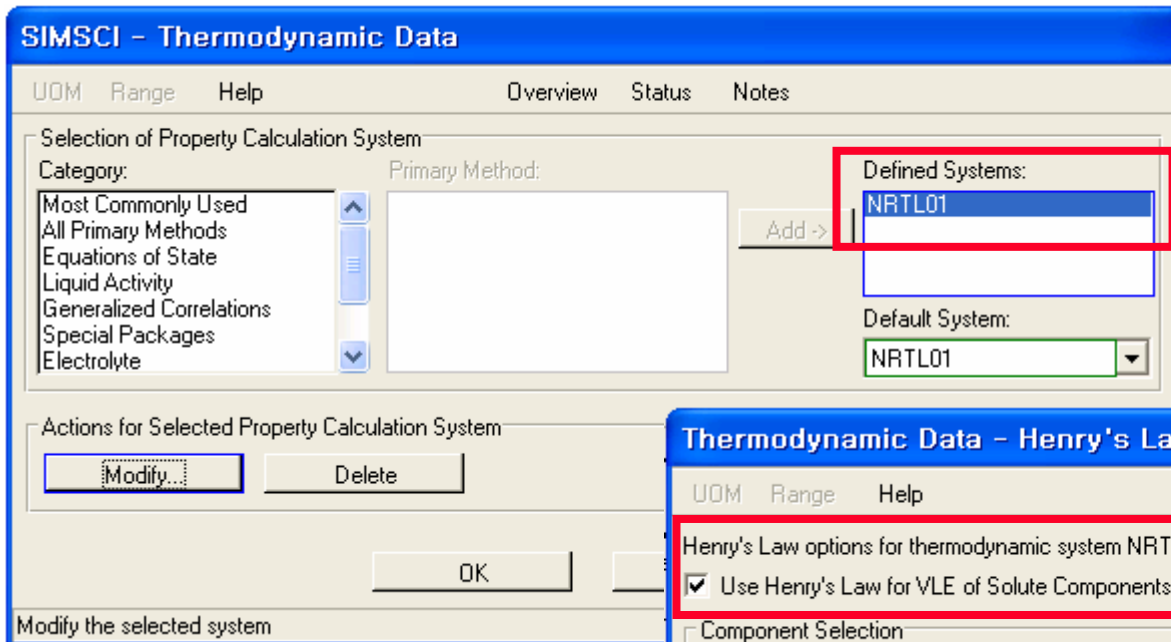 SIMSCI - Thermodynamic Data
UOM Range Help Overview Status Notes
Selection of Property Calculation System
Category:
Most Commonly Used
All Primary Methods
Equations of State
Liquid Activity
Generalized Correlations
Special Packages
Electrolyte
Primary Method:
Add ->
Defined Systems:
NRTL01
Default System:
NRTL01
Actions for Selected Property Calculation System
Modify... Delete
OK
Modify the selected system
Thermodynamic Data - Henry's La
UOM Range Help
Henry's Law options for thermodynamic system NRT
Use Henry's Law for VLE of Solute Components
Component Selection